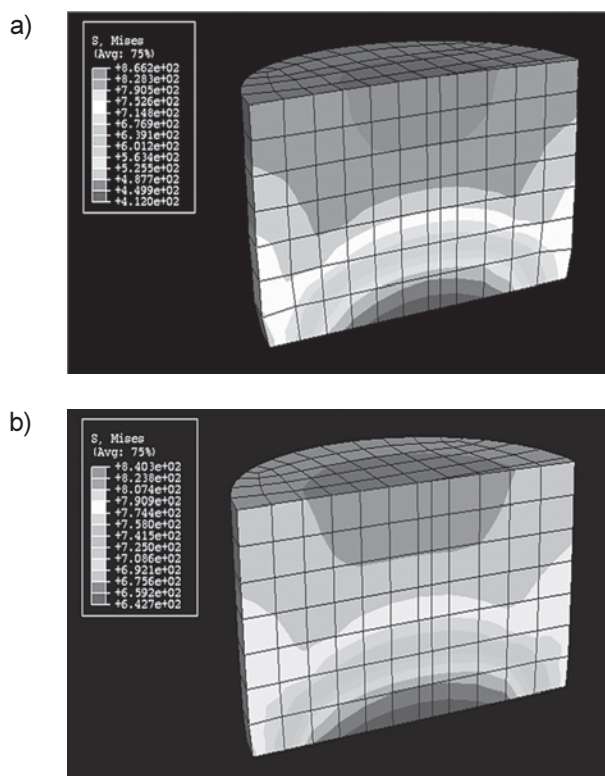 a)
S, Mises
(Avg: 75%)
+8.662e+02
+8.283e+02
+7.905e+02
+7.526e+02
+7.148e+02
+6.769e+02
+6.391e+02
+6.012e+02
+5.634e+02
+5.255e+02
+4.877e+02
+4.499e+02
+4.120e+02
b)
S, Mises
(Avg: 75%)
+8.403e+02
+8.238e+02
+8.074e+02
+7.909e+02
+7.744e+02
+7.580e+02
+7.415e+02
+7.250e+02
+7.086e+02
+6.921e+02
+6.756e+02
+6.592e+02
+6.427e+02